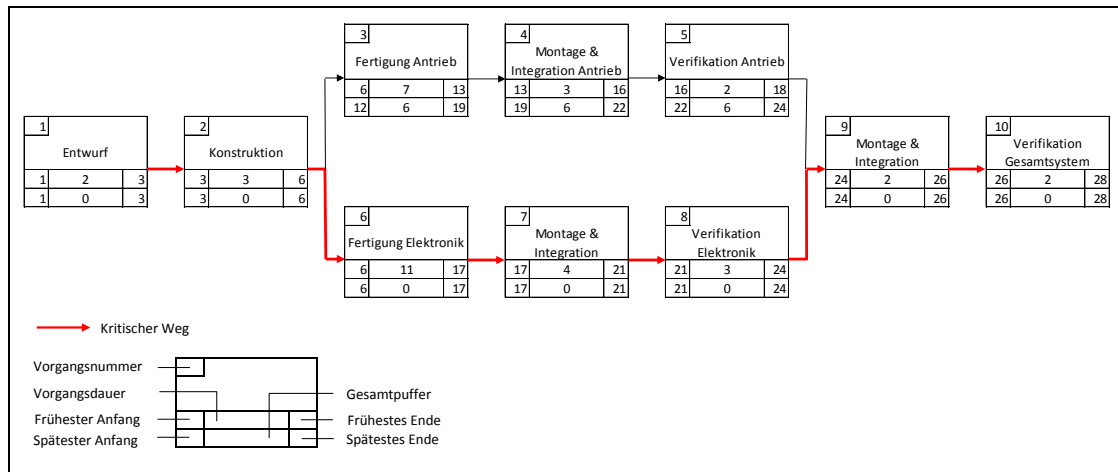 3
Fertigung Antrieb
6 7 13
12 6 19
4
Montage &
Integration Antrieb
13 3 16
19 6 22
5
Verifikation Antrieb
16 2 18
22 6 24
1
Entwurf
1 2 3
1 0 3
2
Konstruktion
3 3 6
3 0 6
9
Montage &
Integration
24 2 26
24 0 26
10
Verifikation
Gesamtsystem
26 2 28
26 0 28
6
Fertigung Elektronik
6 11 17
6 0 17
7
Montage &
Integration
17 4 21
17 0 21
8
Verifikation
Elektronik
21 3 24
21 0 24
Kritischer Weg
Vorgangsnummer
Vorgangsdauer
Gesamtpuffer
Frühester Anfang
Frühestes Ende
Spätester Anfang
Spätestes Ende